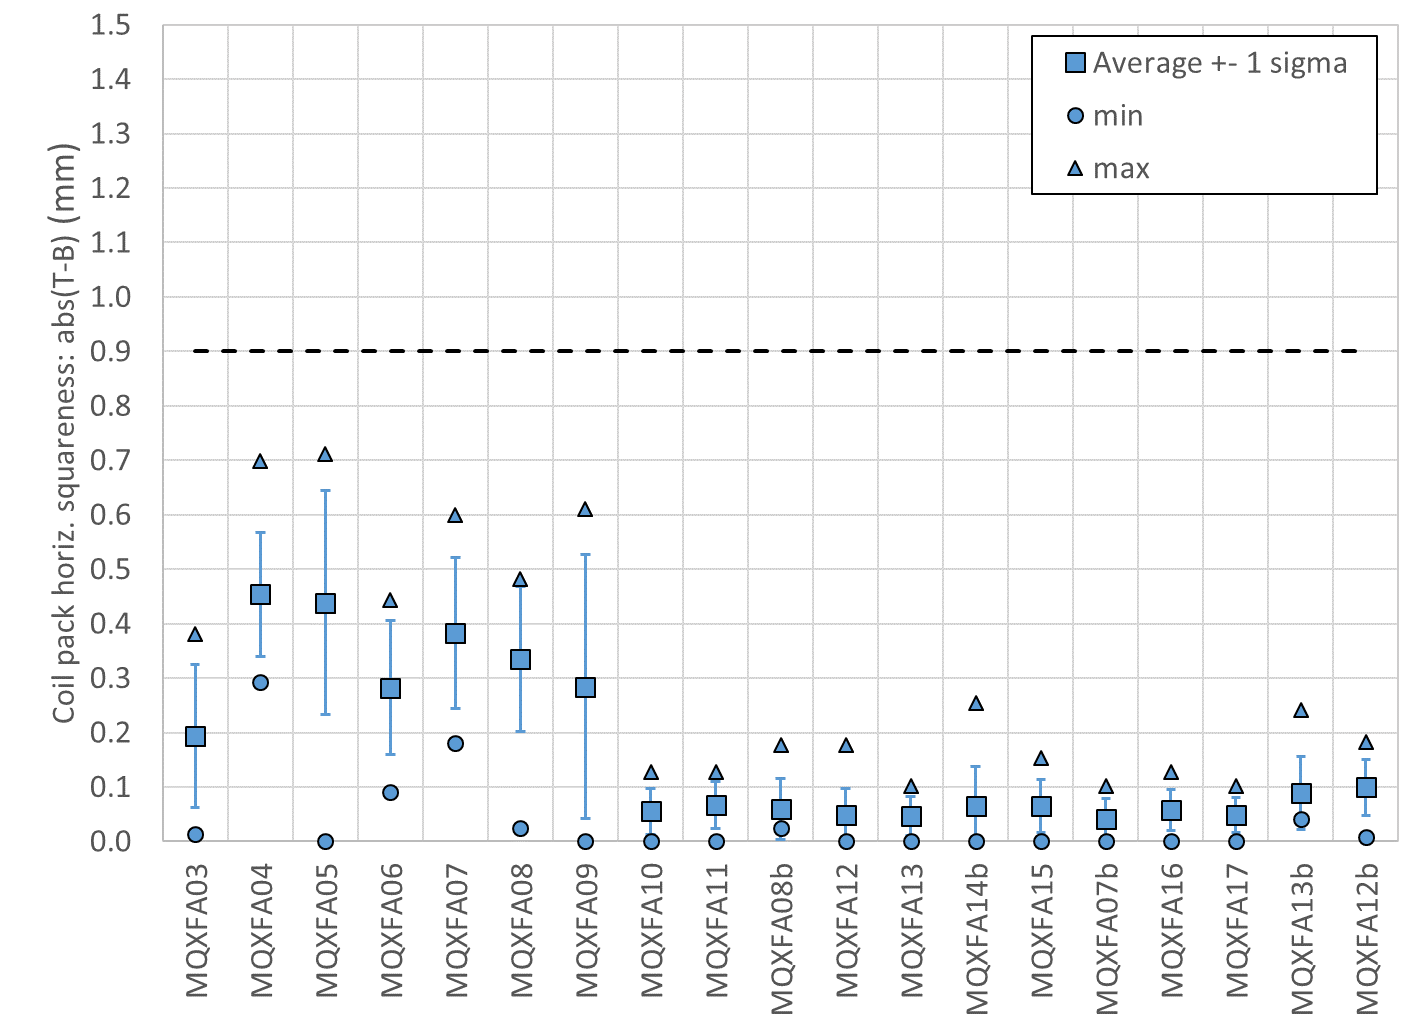 Coil pack horiz. squareness: abs(T-B) (mm)
1.5
1.4
1.3
1.2
1.1
1.0
0.9
0.8
0.7
0.6
0.5
0.4
0.3
0.2
0.1
0.0
Average +- 1 sigma
min
max
MQXFA03
MQXFA04
MQXFA05
MQXFA06
MQXFA07
MQXFA08
MQXFA09
MQXFA10
MQXFA11
MQXFA08b
MQXFA12
MQXFA13
MQXFA14b
MQXFA15
MQXFA07b
MQXFA16
MQXFA17
MQXFA13b
MQXFA12b